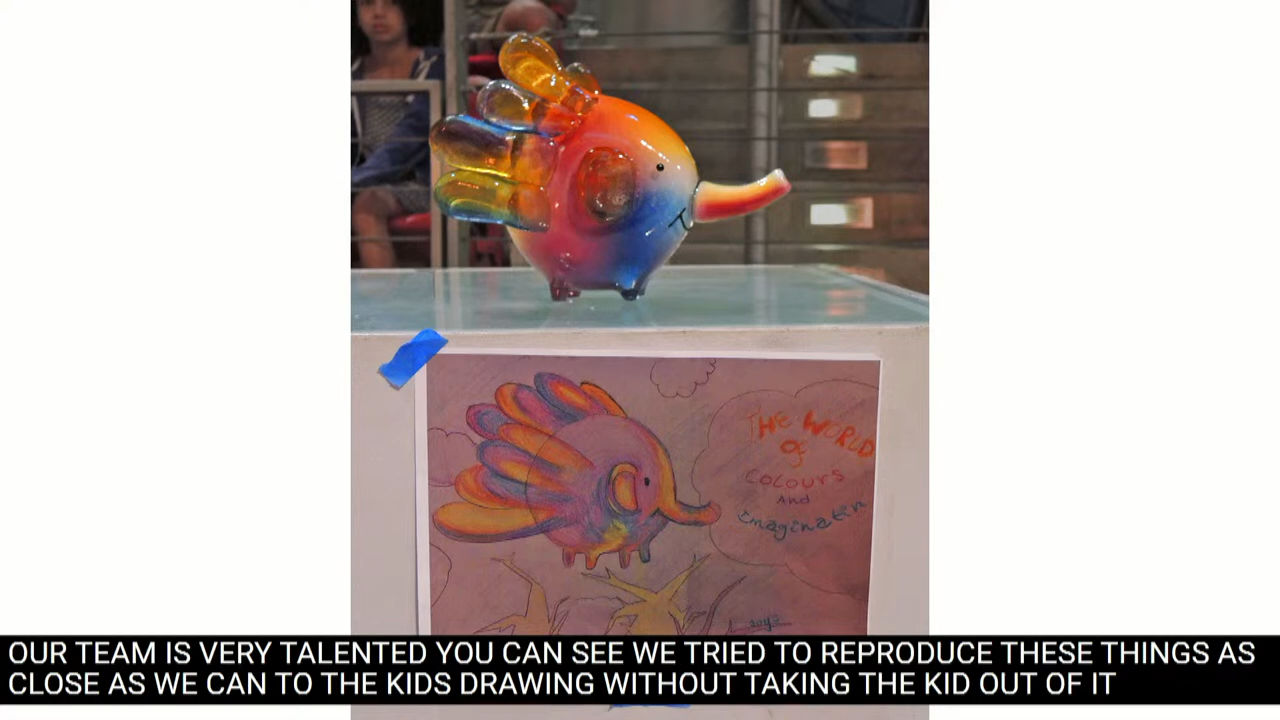 THE WORLD
OF
COLOURS
And
imagination
OUR TEAM IS VERY TALENTED YOU CAN SEE WE TRIED TO REPRODUCE THESE THINGS AS
CLOSE AS WE CAN TO THE KIDS DRAWING WITHOUT TAKING THE KID OUT OF IT